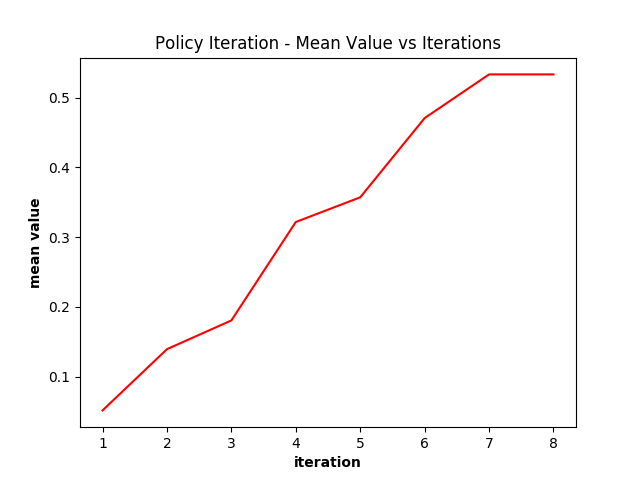 Policy Iteration - Mean Value vs Iterations
0.5
0.4
0.3
0.2
0.1
mean value
1 2 3 4 5 6 7 8
iteration